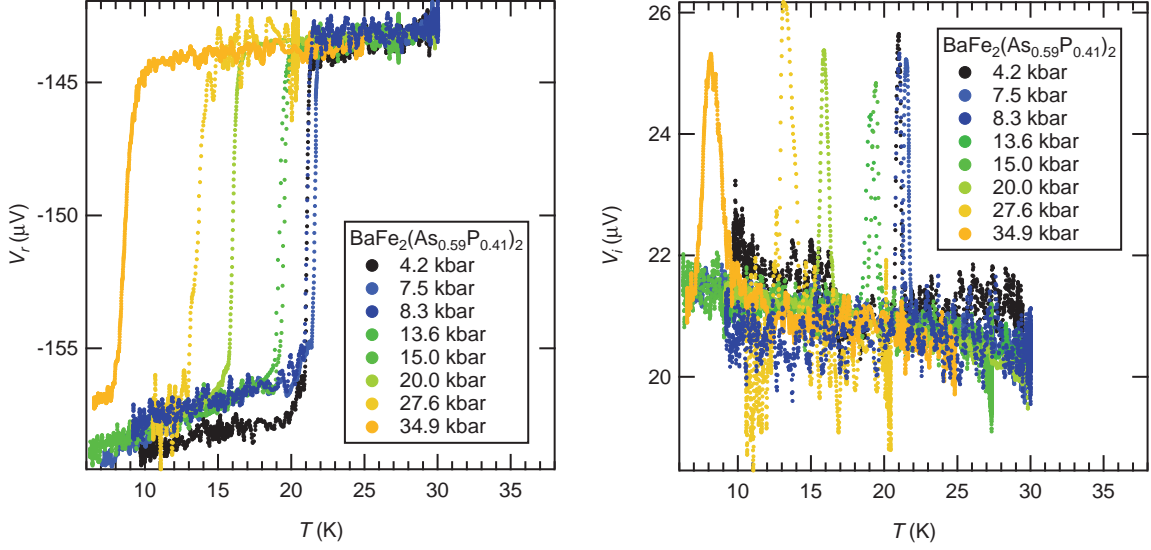 -143
-150
-155
V_r (μV)
10
15
20
25
30
35
T (K)
BaFe₂(As₀.₅₉P₀.₄₁)₂
4.2 kbar
7.5 kbar
8.3 kbar
13.6 kbar
15.0 kbar
20.0 kbar
27.6 kbar
34.9 kbar
26
24
22
20
V_i (μV)
10
15
20
25
30
35
T (K)
BaFe₂(As₀.₅₉P₀.₄₁)₂
4.2 kbar
7.5 kbar
8.3 kbar
13.6 kbar
15.0 kbar
20.0 kbar
27.6 kbar
34.9 kbar